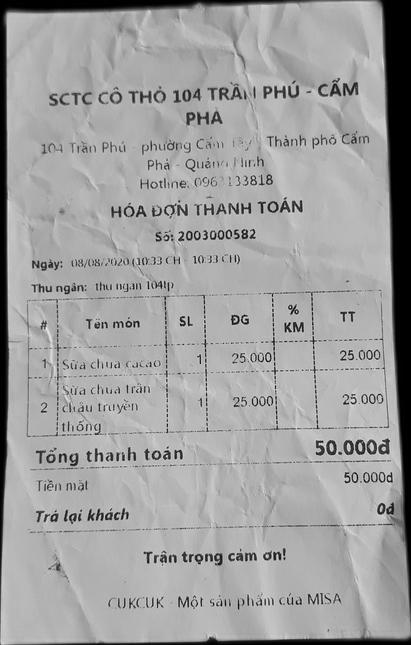 SCTC CÔ THỎ 104 TRẦN PHÚ - CẨM
PHẢ
104 Trần Phú - phường Cẩm Tây - Thành phố Cẩm
Phả - Quảng Ninh
Hotline: 133818
HÓA ĐƠN THANH TOÁN
Số: 2003000582
Ngày: 08/08/2020 (10:33 CH - 10:33 CH)
Thu ngân: thu ngan 104tp
# Tên món SL ĐG % KM TT
1 Sữa chua cacao 1 25.000 25.000
Sữa chua trân
2 châu truyền 1 25.000 25.000
thống
Tổng thanh toán 50.000đ
Tiền mặt 50.000đ
Trả lại khách 0đ
Trân trọng cảm ơn!
CUKCUK - Một sản phẩm của MISA